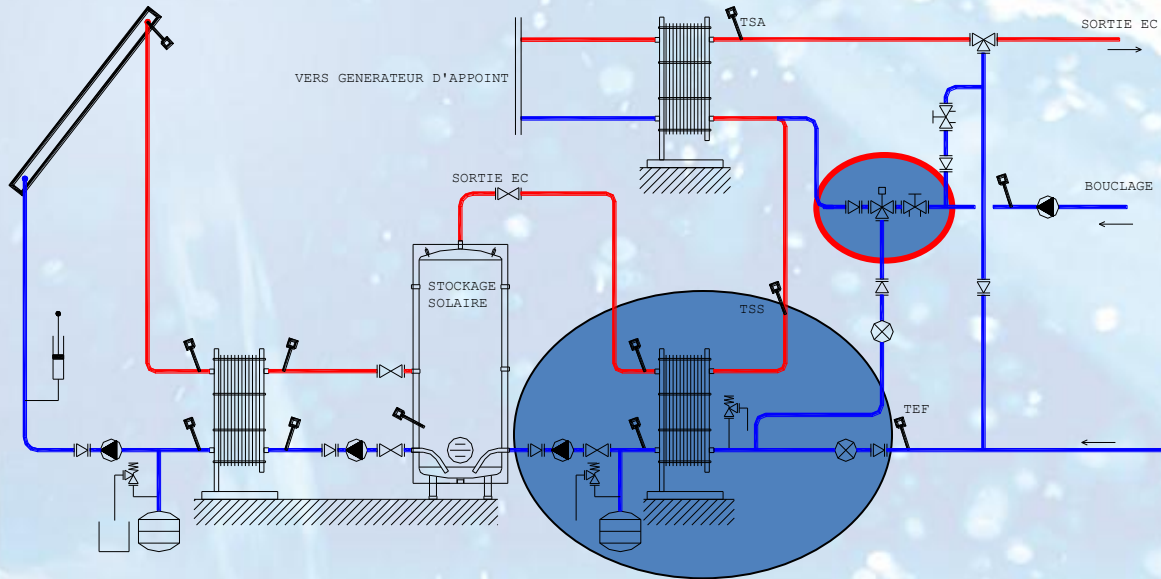 TSA
SORTIE EC
VERS GENERATEUR D'APPOINT
SORTIE EC
BOUCLAGE
STOCKAGE
SOLAIRE
TSS
TEF